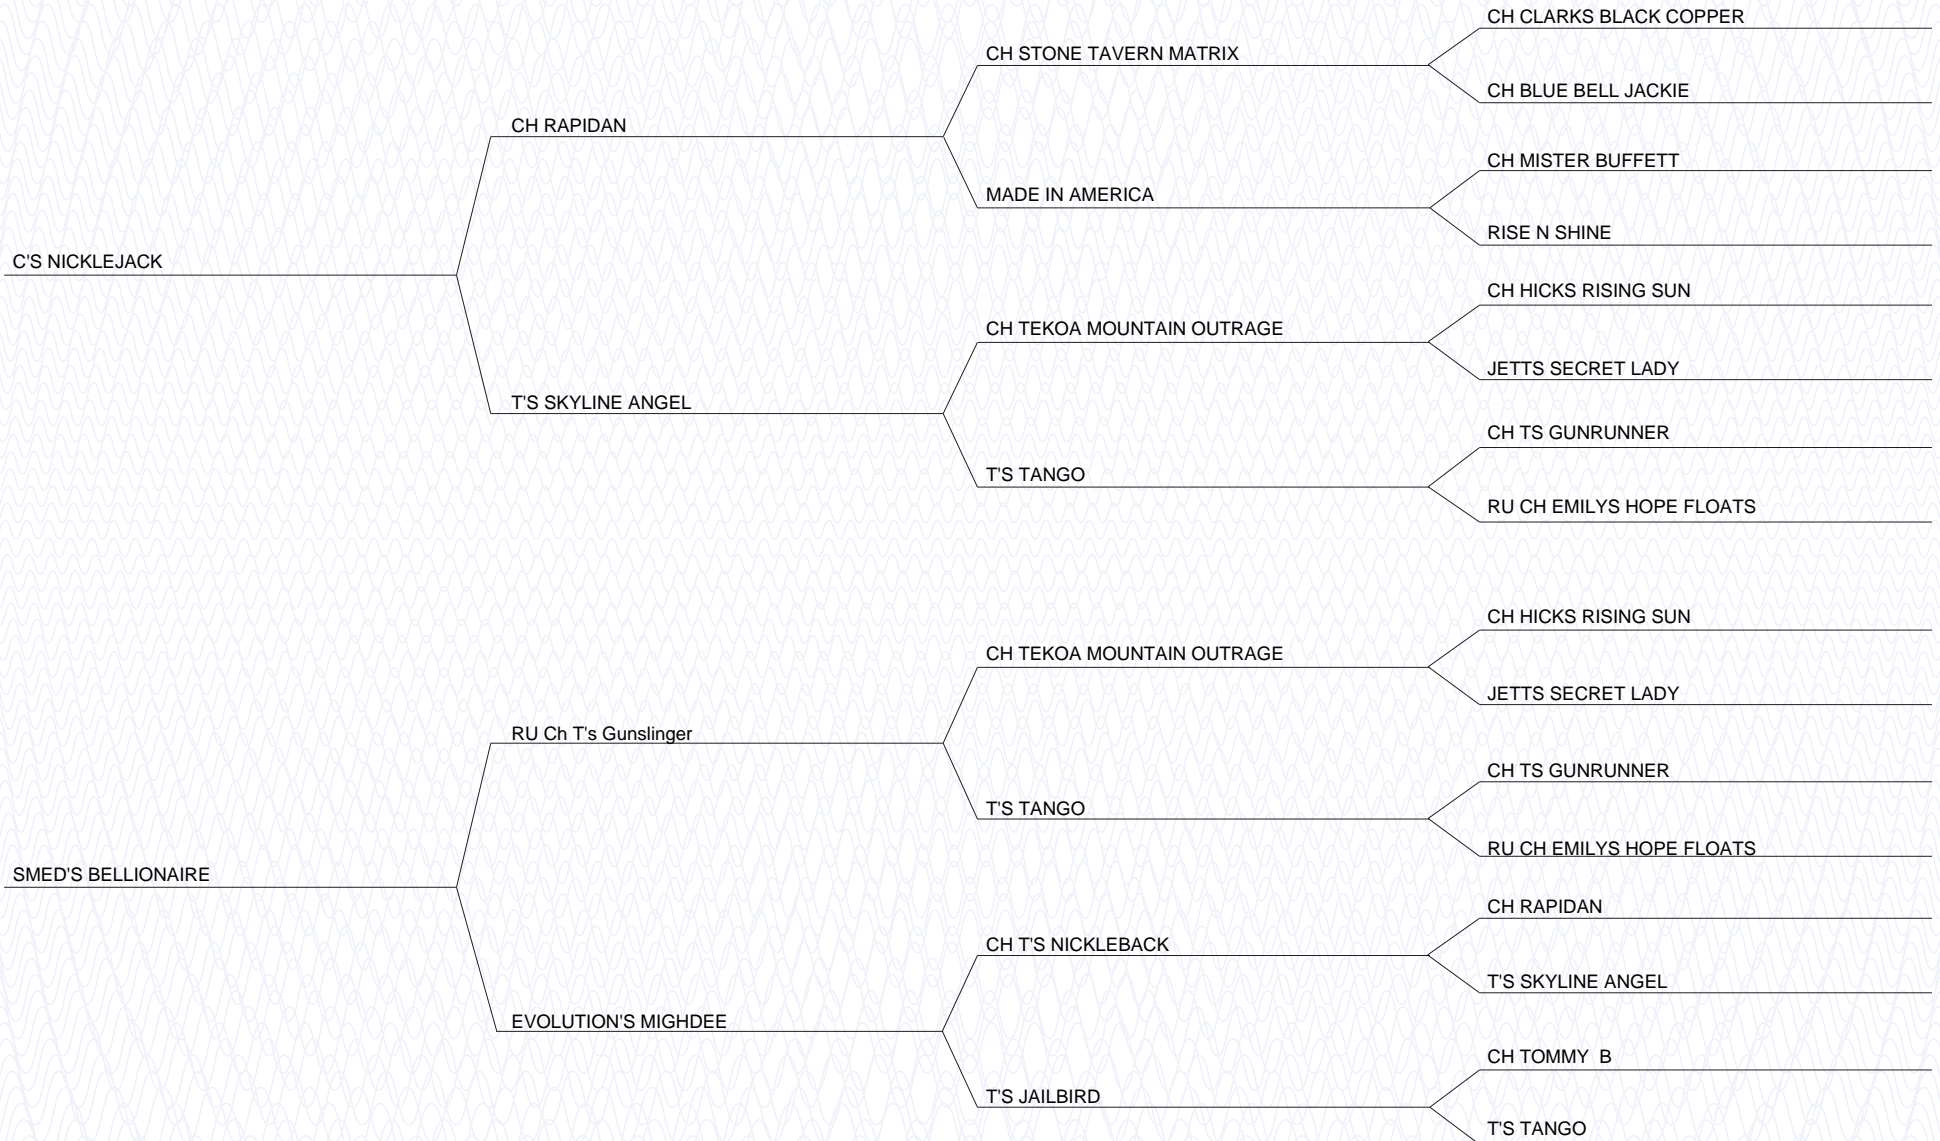 CH CLARKS BLACK COPPER
CH STONE TAVERN MATRIX
CH BLUE BELL JACKIE
CH RAPIDAN
CH MISTER BUFFETT
MADE IN AMERICA
RISE N SHINE
C'S NICKLEJACK
CH HICKS RISING SUN
CH TEKOA MOUNTAIN OUTRAGE
JETTS SECRET LADY
T'S SKYLINE ANGEL
CH TS GUNRUNNER
T'S TANGO
RU CH EMILYS HOPE FLOATS
CH HICKS RISING SUN
CH TEKOA MOUNTAIN OUTRAGE
JETTS SECRET LADY
RU Ch T's Gunslinger
CH TS GUNRUNNER
T'S TANGO
RU CH EMILYS HOPE FLOATS
SMED'S BELLIONAIRE
CH RAPIDAN
CH T'S NICKLEBACK
T'S SKYLINE ANGEL
EVOLUTION'S MIGHDEE
CH TOMMY  B
T'S JAILBIRD
T'S TANGO